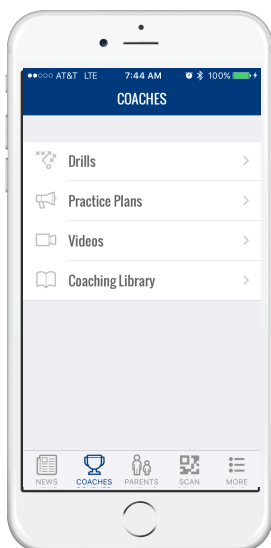 AT&T LTE 7:44 AM 100%
COACHES
Drills
Practice Plans
Videos
Coaching Library
NEWS COACHES PARENTS SCAN MORE